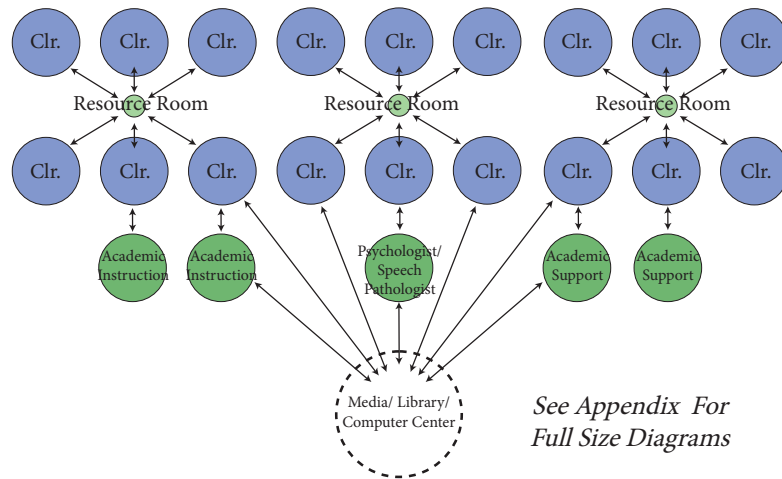 Clr. Clr. Clr. Clr. Clr. Clr. Clr. Clr. Clr.
Resource Room Resource Room Resource Room
Clr. Clr. Clr. Clr. Clr. Clr. Clr. Clr. Clr.
Academic
Instruction
Academic
Instruction
Psychologist/
Speech
Pathologist
Academic
Support
Academic
Support
Media/ Library/
Computer Center
See Appendix For
Full Size Diagrams